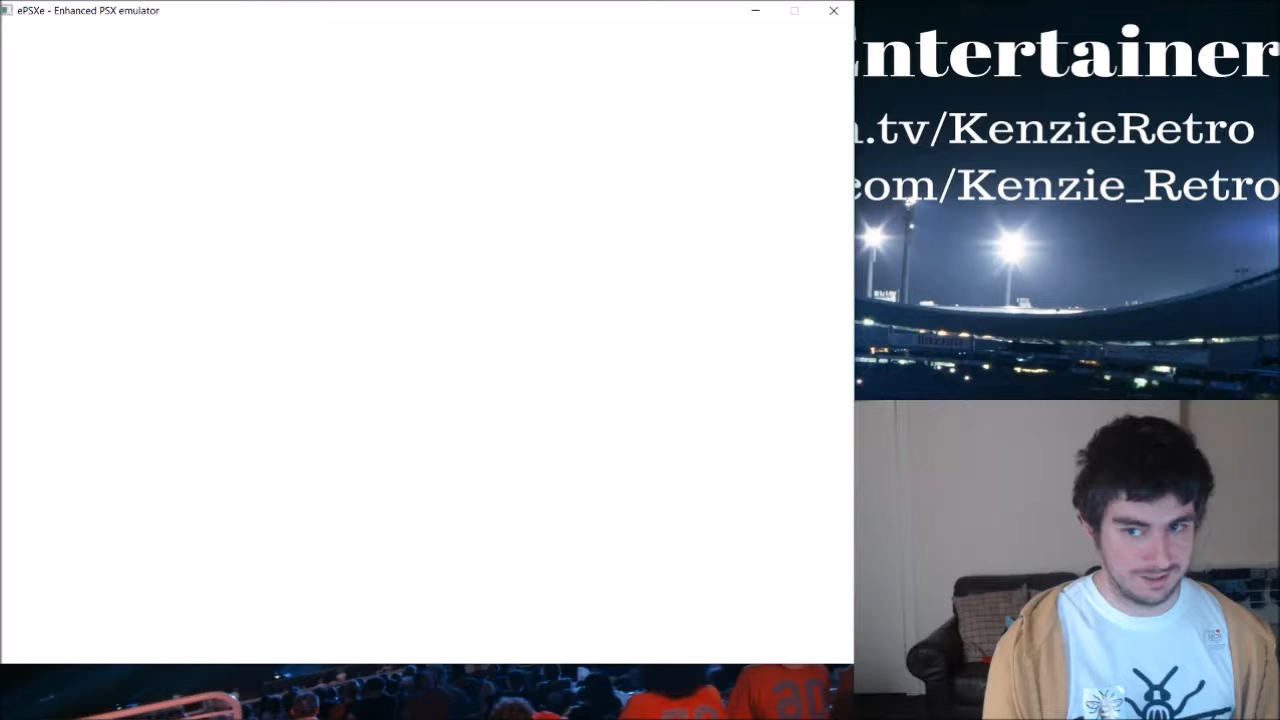 ePSXe - Enhanced PSX emulator
Entertainer
.tv/KenzieRetro
com/Kenzie_Retro